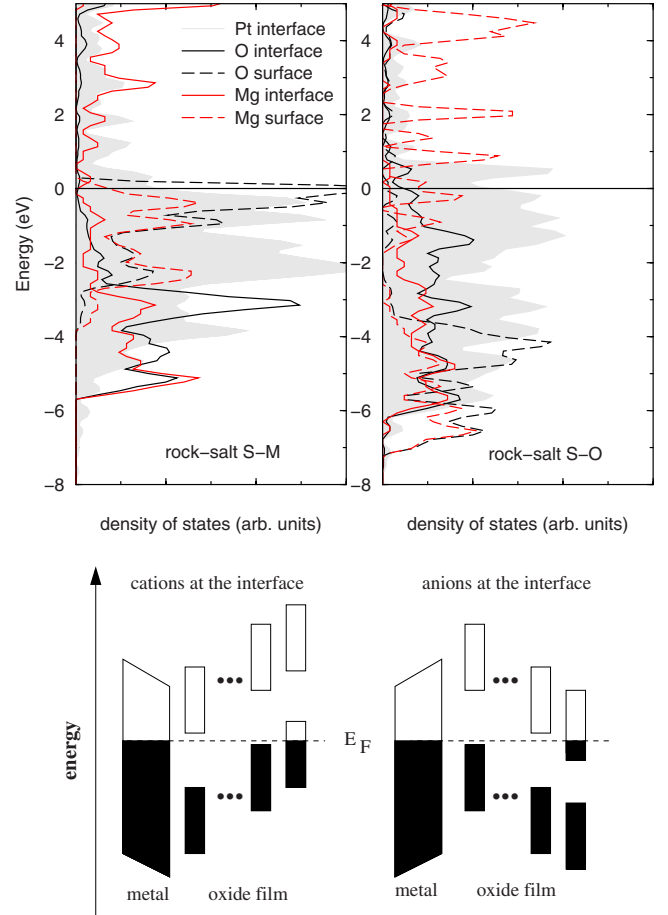 Pt interface
O interface
O surface
Mg interface
Mg surface
4
2
0
−2
−4
−6
−8
Energy (eV)
rock−salt S−M
density of states (arb. units)
4
2
0
−2
−4
−6
−8
rock−salt S−O
density of states (arb. units)
cations at the interface
anions at the interface
energy
E F
metal
oxide film
metal
oxide film